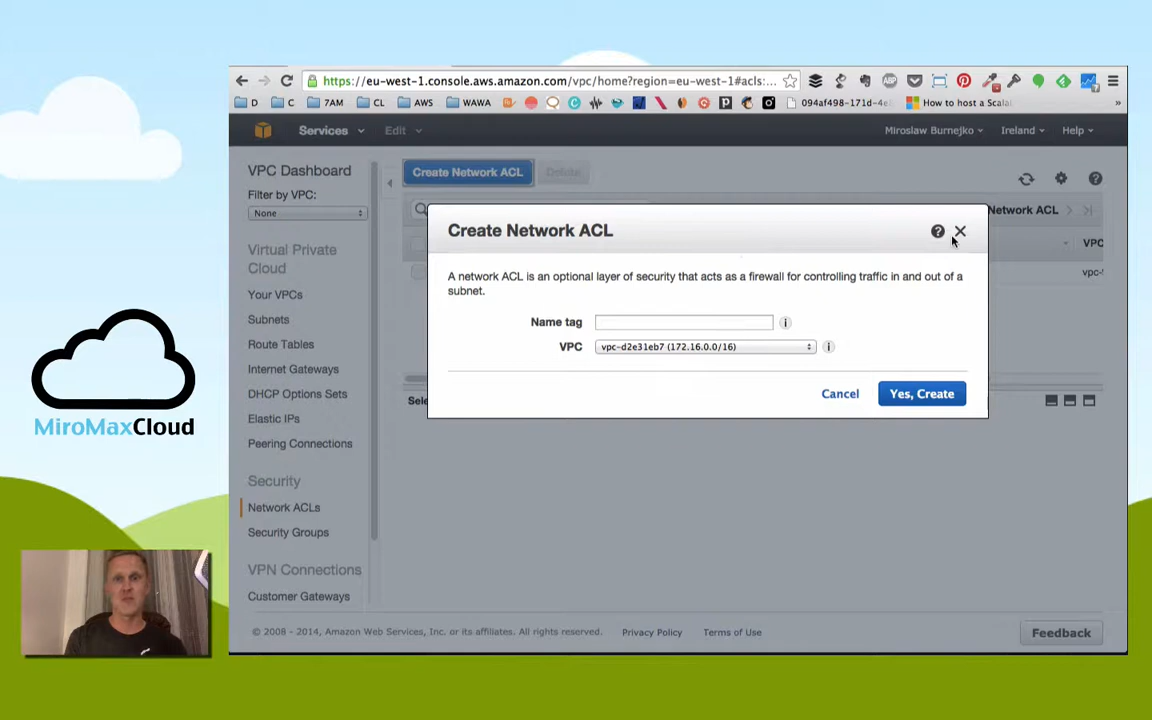 https://eu-west-1.console.aws.amazon.com/vpc/home?region=eu-west-1#acls:...
D C 7AM CL AWS WAWA 094af498-171d-4e How to host a Scala »
Services Edit Miroslaw Burnejko Ireland Help
VPC Dashboard
Filter by VPC:
None
Virtual Private
Cloud
Your VPCs
Subnets
Route Tables
Internet Gateways
DHCP Options Sets
Elastic IPs
Peering Connections
Security
Network ACLs
Security Groups
VPN Connections
Customer Gateways
Create Network ACL Delete
Network ACL
VPC
vpc-
Create Network ACL
A network ACL is an optional layer of security that acts as a firewall for controlling traffic in and out of a
subnet.
Name tag
VPC vpc-d2e31eb7 (172.16.0.0/16)
Cancel Yes, Create
Sele
© 2008 - 2014, Amazon Web Services, Inc. or its affiliates. All rights reserved. Privacy Policy Terms of Use Feedback
MiroMaxCloud